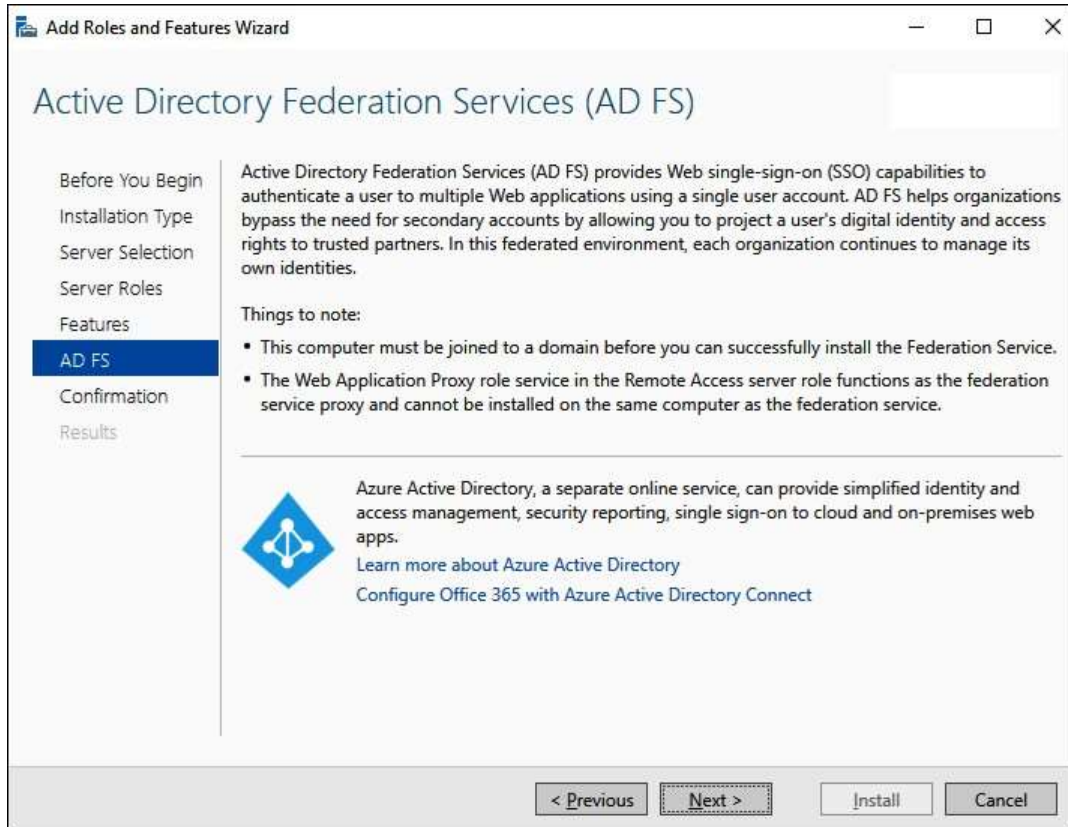 Add Roles and Features Wizard
Active Directory Federation Services (AD FS)
Before You Begin
Installation Type
Server Selection
Server Roles
Features
AD FS
Confirmation
Results
Active Directory Federation Services (AD FS) provides Web single-sign-on (SSO) capabilities to
authenticate a user to multiple Web applications using a single user account. AD FS helps organizations
bypass the need for secondary accounts by allowing you to project a user's digital identity and access
rights to trusted partners. In this federated environment, each organization continues to manage its
own identities.
Things to note:
• This computer must be joined to a domain before you can successfully install the Federation Service.
• The Web Application Proxy role service in the Remote Access server role functions as the federation
service proxy and cannot be installed on the same computer as the federation service.
Azure Active Directory, a separate online service, can provide simplified identity and
access management, security reporting, single sign-on to cloud and on-premises web
apps.
Learn more about Azure Active Directory
Configure Office 365 with Azure Active Directory Connect
< Previous
Next >
Install
Cancel